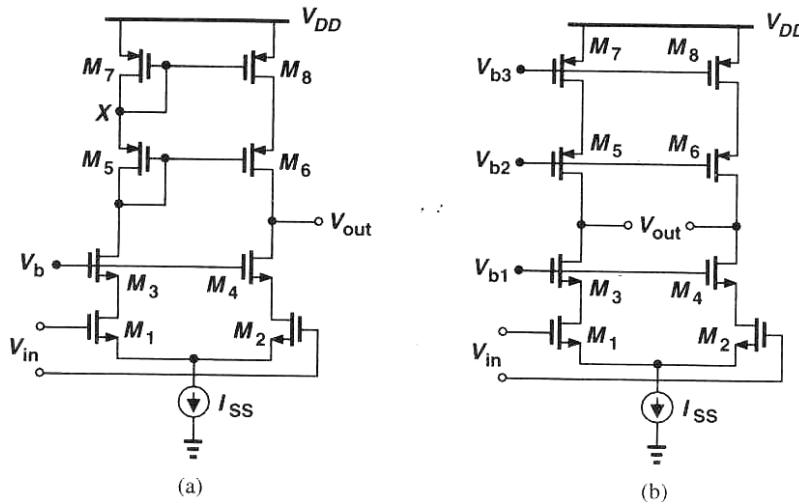 V_DD
M_7
M_8
X
M_5
M_6
V_out
V_b
M_3
M_4
M_1
M_2
V_in
I_SS
(a)
V_DD
M_7
M_8
V_b3
M_5
M_6
V_b2
V_out
V_b1
M_3
M_4
M_1
M_2
V_in
I_SS
(b)